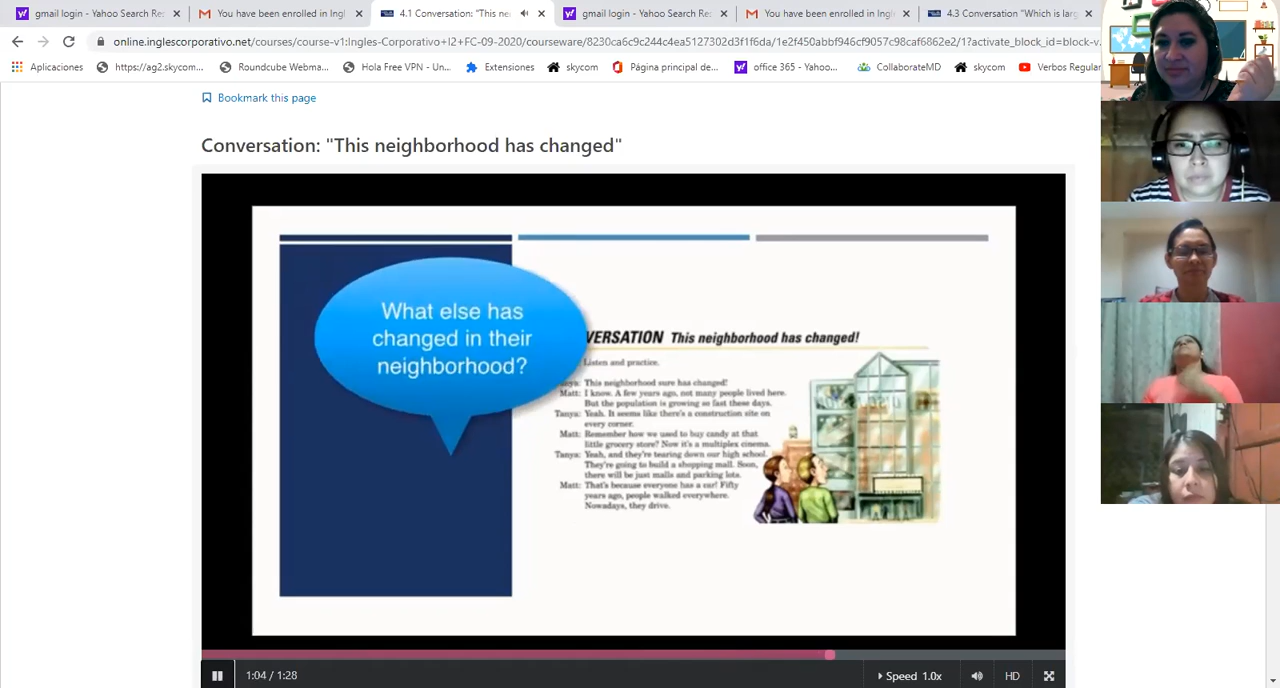 gmail login - Yahoo Search Re:
You have been enrolled in Ingl
4.1 Conversation: "This ne
gmail login - Yahoo Search Re:
You have been enrolled in Ingl
4.3 Conversation "Which is larg
online.inglescorporativo.net/courses/course-v1:Ingles-Corporativo+I2+FC-09-2020/courseware/8230ca6c9c244c4ea5127302d3f1f6da/1e2f450abbf946cf9057c98caf6862e2/1?activate_block_id=block-v...
Aplicaciones
https://ag2.skycom...
Roundcube Webma...
Hola Free VPN - U
Extensiones
skycom
Página principal de...
office 365 - Yahoo...
CollaborateMD
skycom
Verbos Regular
Bookmark this page
Conversation: "This neighborhood has changed"
What else has
changed in their
neighborhood?
VERSATION This neighborhood has changed!
Listen and practice.
This neighborhood sure has changed!
Matt: I know. A few years ago, not many people lived here.
But the population is growing so fast these days.
Tanya: Yeah. It seems like there's a construction site on
every corner.
Matt: Remember how we used to buy candy at that
little grocery store? Now it's a multiplex cinema.
Tanya: Yeah, and they're tearing down our high school.
They're going to build a shopping mall. Soon,
there will be just malls and parking lots.
Matt: That's because everyone has a car! Fifty
years ago, people walked everywhere.
Nowadays, they drive.
1:04 / 1:28
Speed 1.0x
HD